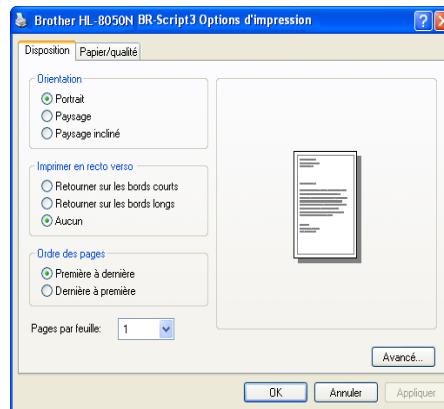 Brother HL-8050N BR-Script3 Options d'impression
Disposition
Papier/qualité
Orientation
Portrait
Paysage
Paysage incliné
Imprimer en recto verso
Retourner sur les bords courts
Retourner sur les bords longs
Aucun
Ordre des pages
Première à dernière
Dernière à première
Pages par feuille: 1
Avancé...
OK Annuler Appliquer